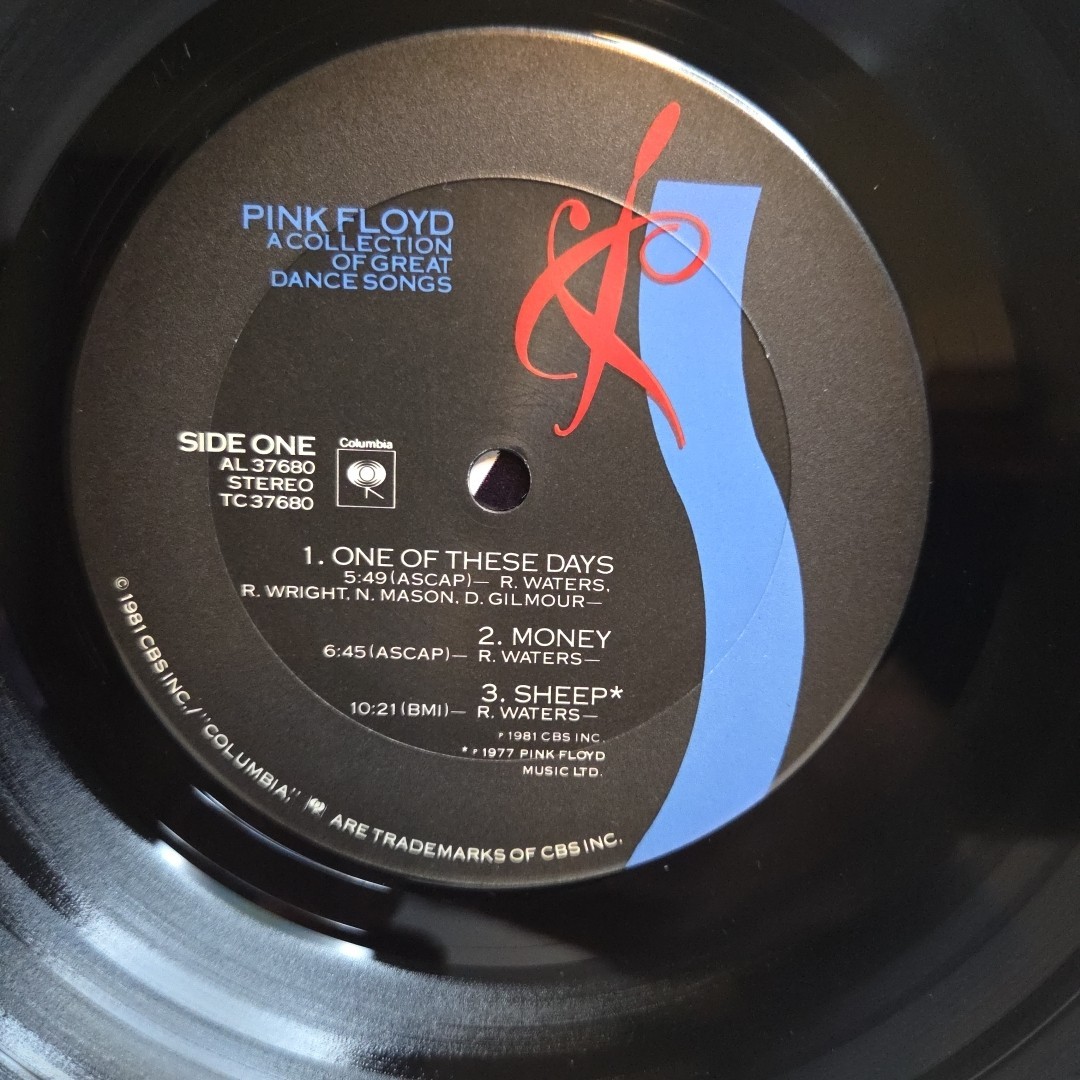 PINK FLOYD
A COLLECTION
OF GREAT
DANCE SONGS
SIDE ONE
AL 37680
STEREO
TC 37680
Columbia
1. ONE OF THESE DAYS
5:49 (ASCAP)— R. WATERS,
R. WRIGHT, N. MASON, D. GILMOUR—
2. MONEY
6:45 (ASCAP)— R. WATERS—
3. SHEEP*
10:21 (BMI)— R. WATERS—
℗ 1981 CBS INC.
* ℗ 1977 PINK FLOYD
MUSIC LTD.
© 1981 CBS INC./ "COLUMBIA," ARE TRADEMARKS OF CBS INC.